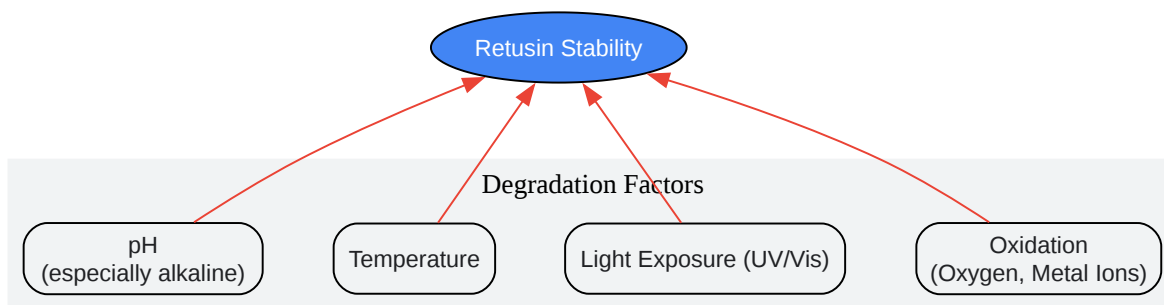 Retusin Stability
Degradation Factors
pH
(especially alkaline)
Temperature
Light Exposure (UV/Vis)
Oxidation
(Oxygen, Metal Ions)